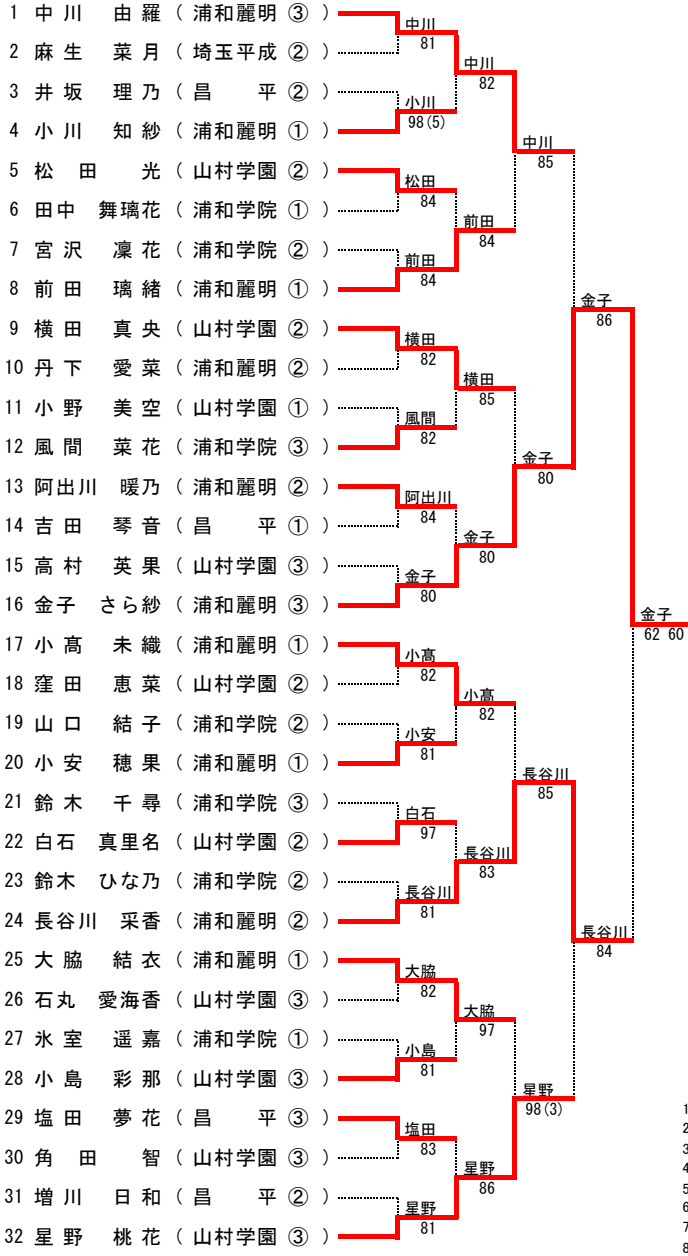 1 中川 由羅 ( 浦和麗明 ③ )
2 麻生 菜月 ( 埼玉平成 ② )
3 井坂 理乃 ( 昌 平 ② )
4 小川 知紗 ( 浦和麗明 ① )
5 松田 光 ( 山村学園 ② )
6 田中 舞璃花 ( 浦和学院 ① )
7 宮沢 凜花 ( 浦和学院 ② )
8 前田 璃緒 ( 浦和麗明 ① )
9 横田 真央 ( 山村学園 ② )
10 丹下 愛菜 ( 浦和麗明 ② )
11 小野 美空 ( 山村学園 ① )
12 風間 菜花 ( 浦和学院 ③ )
13 阿出川 暖乃 ( 浦和麗明 ② )
14 吉田 琴音 ( 昌 平 ① )
15 高村 英果 ( 山村学園 ③ )
16 金子 さら紗 ( 浦和麗明 ③ )
17 小髙 未織 ( 浦和麗明 ① )
18 窪田 恵菜 ( 山村学園 ② )
19 山口 結子 ( 浦和学院 ② )
20 小安 穂果 ( 浦和麗明 ① )
21 鈴木 千尋 ( 浦和学院 ③ )
22 白石 真里名 ( 山村学園 ② )
23 鈴木 ひな乃 ( 浦和学院 ② )
24 長谷川 采香 ( 浦和麗明 ② )
25 大脇 結衣 ( 浦和麗明 ① )
26 石丸 愛海香 ( 山村学園 ③ )
27 氷室 遥嘉 ( 浦和学院 ① )
28 小島 彩那 ( 山村学園 ③ )
29 塩田 夢花 ( 昌 平 ③ )
30 角田 智 ( 山村学園 ③ )
31 増川 日和 ( 昌 平 ② )
32 星野 桃花 ( 山村学園 ③ )
中川
81
小川
98(5)
松田
84
前田
84
横田
82
風間
82
阿出川
84
金子
80
小髙
82
小安
81
白石
97
長谷川
81
大脇
82
小島
81
塩田
83
星野
81
中川
82
前田
84
横田
85
金子
80
小髙
82
長谷川
83
大脇
97
星野
86
中川
85
金子
80
長谷川
85
星野
98(3)
金子
86
長谷川
84
金子
62 60
1
2
3
4
5
6
7
8